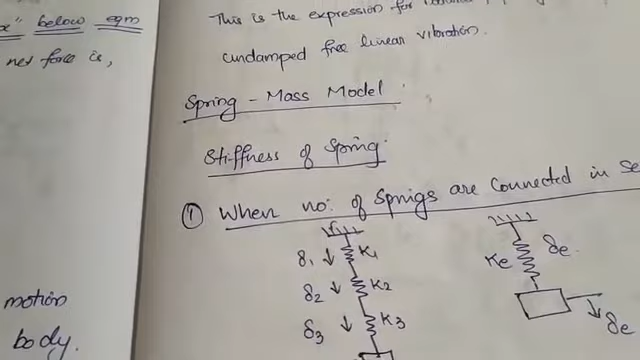 x" below eqm
net force is,
motion
body.
This is the expression for
undamped free linear vibration.
Spring - Mass Model
Stiffness of Spring
① When no: of Sprigs are connected in
δ1 K1
δ2 K2
δ3 K3
Ke δe
δe